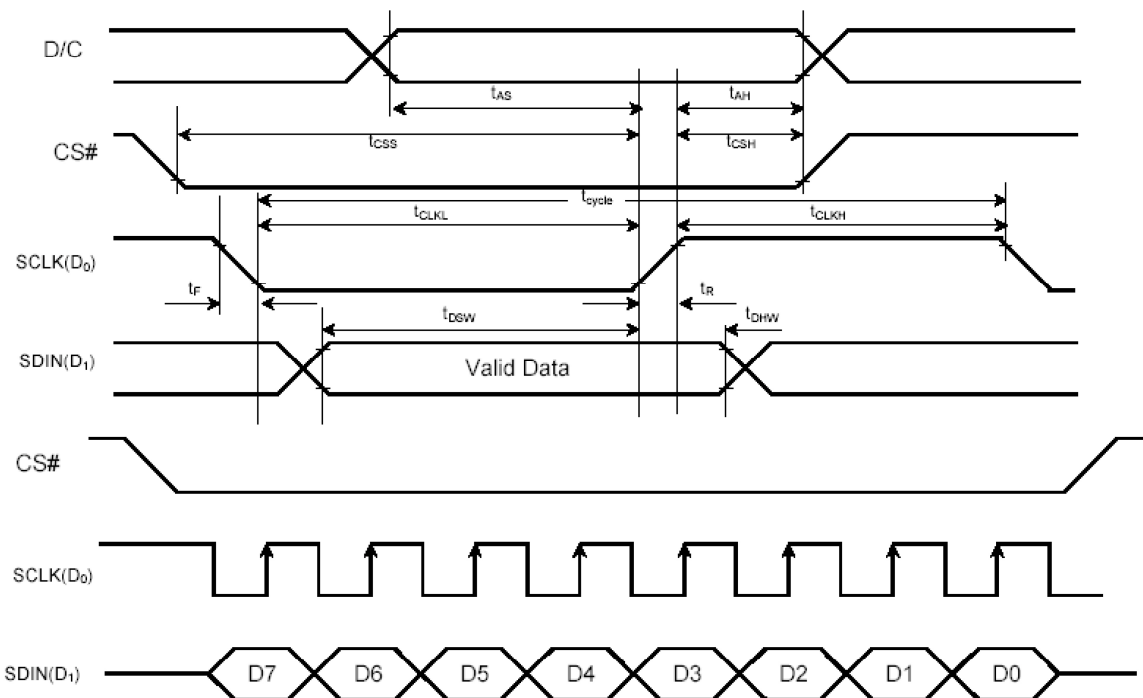 D/C
tAS
tAH
CS#
tCSS
tCSH
tcycle
tCLKL
tCLKH
SCLK(D0)
tF
tR
tDSW
tDHW
SDIN(D1)
Valid Data
CS#
SCLK(D0)
SDIN(D1)
D7 D6 D5 D4 D3 D2 D1 D0